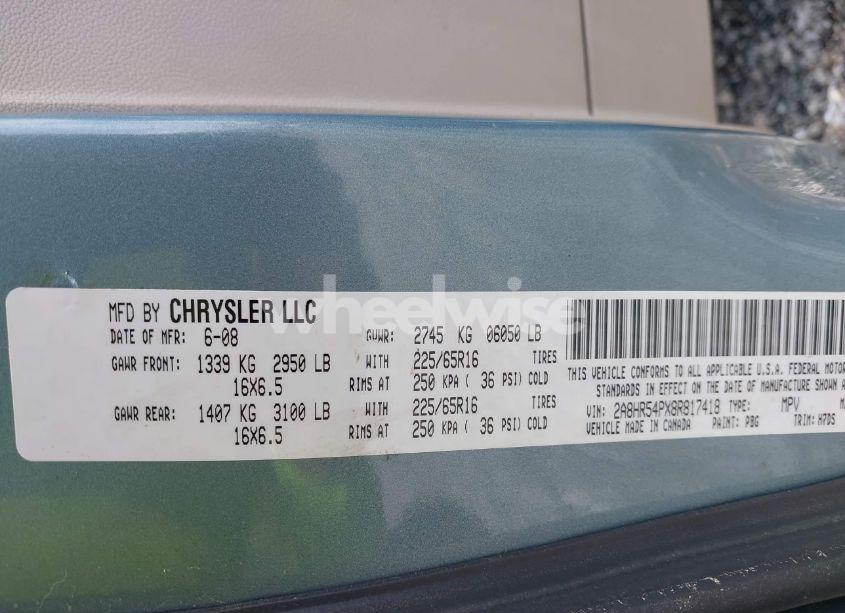 MFD BY CHRYSLER LLC
DATE OF MFR: 6-08 GVWR: 2745 KG 06050 LB
GAWR FRONT: 1339 KG 2950 LB WITH 225/65R16 TIRES
16X6.5 RIMS AT 250 KPA ( 36 PSI) COLD
GAWR REAR: 1407 KG 3100 LB WITH 225/65R16 TIRES
16X6.5 RIMS AT 250 KPA ( 36 PSI) COLD
THIS VEHICLE CONFORMS TO ALL APPLICABLE U.S.A. FEDERAL MOTOR
STANDARDS IN EFFECT ON THE DATE OF MANUFACTURE SHOWN
VIN: 2A8HR54PX8R817418 TYPE: MPV
VEHICLE MADE IN CANADA PAINT: PBG TRIM: H7DS
wheelwise